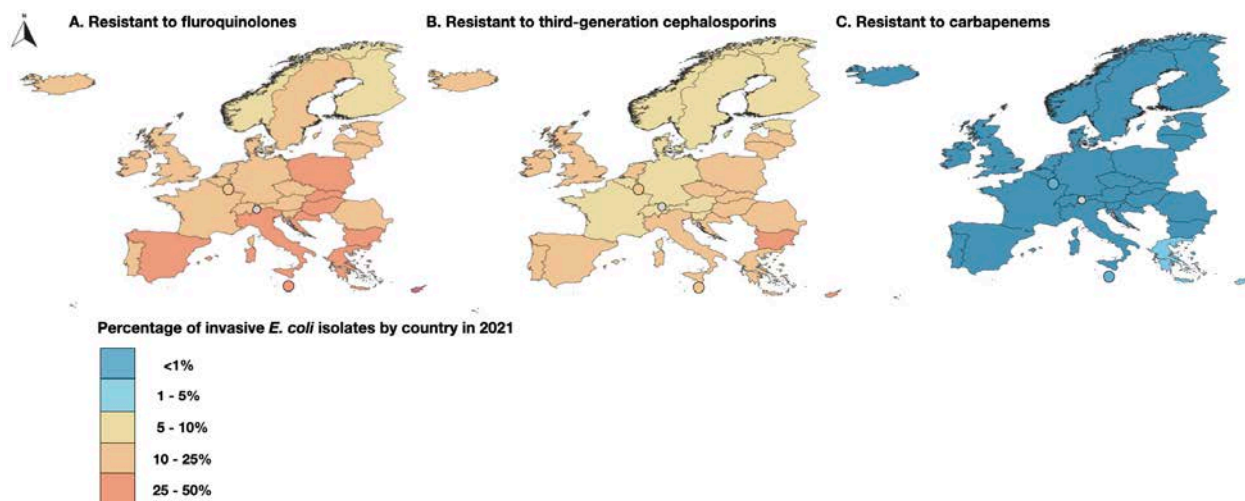 N
A. Resistant to fluroquinolones
B. Resistant to third-generation cephalosporins
C. Resistant to carbapenems
Percentage of invasive E. coli isolates by country in 2021
<1%
1 - 5%
5 - 10%
10 - 25%
25 - 50%